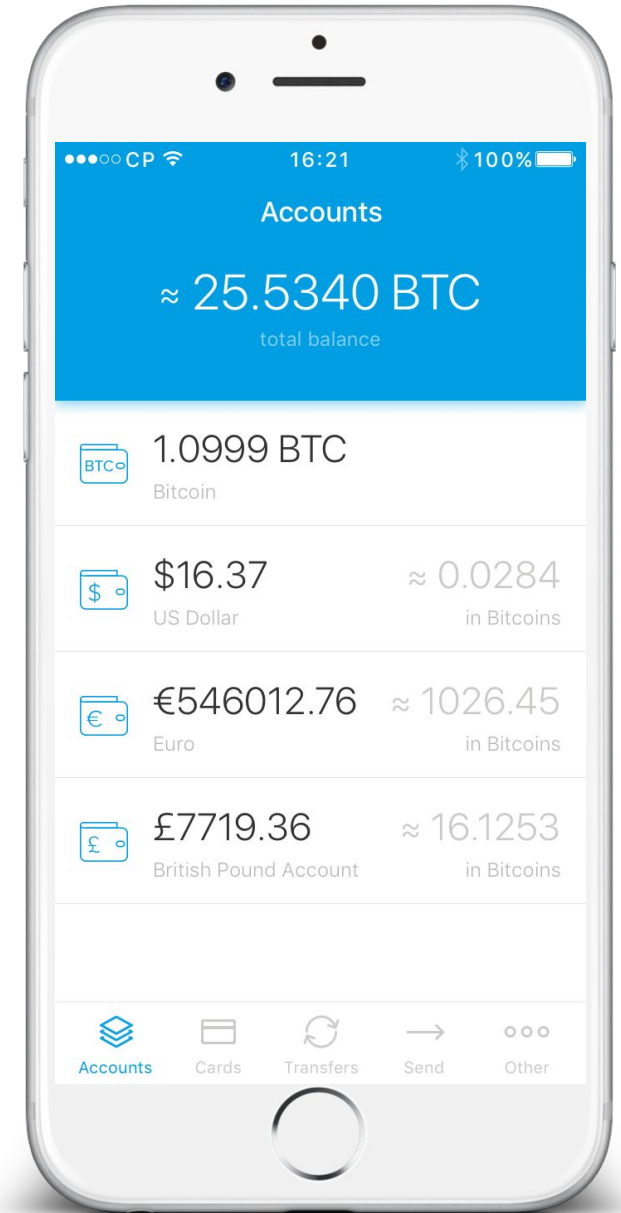 CP 16:21 100%
Accounts
≈ 25.5340 BTC
total balance
BTC
1.0999 BTC
Bitcoin
$
$16.37 ≈ 0.0284
US Dollar in Bitcoins
€
€546012.76 ≈ 1026.45
Euro in Bitcoins
£
£7719.36 ≈ 16.1253
British Pound Account in Bitcoins
Accounts Cards Transfers Send Other